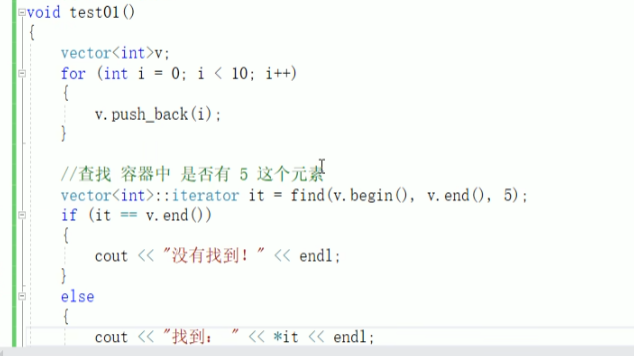 void test01()
{
vector<int>v;
for (int i = 0; i < 10; i++)
{
v.push_back(i);
}
//查找 容器中 是否有 5 这个元素
vector<int>::iterator it = find(v.begin(), v.end(), 5);
if (it == v.end())
{
cout << "没有找到！" << endl;
}
else
{
cout << "找到： " << *it << endl;